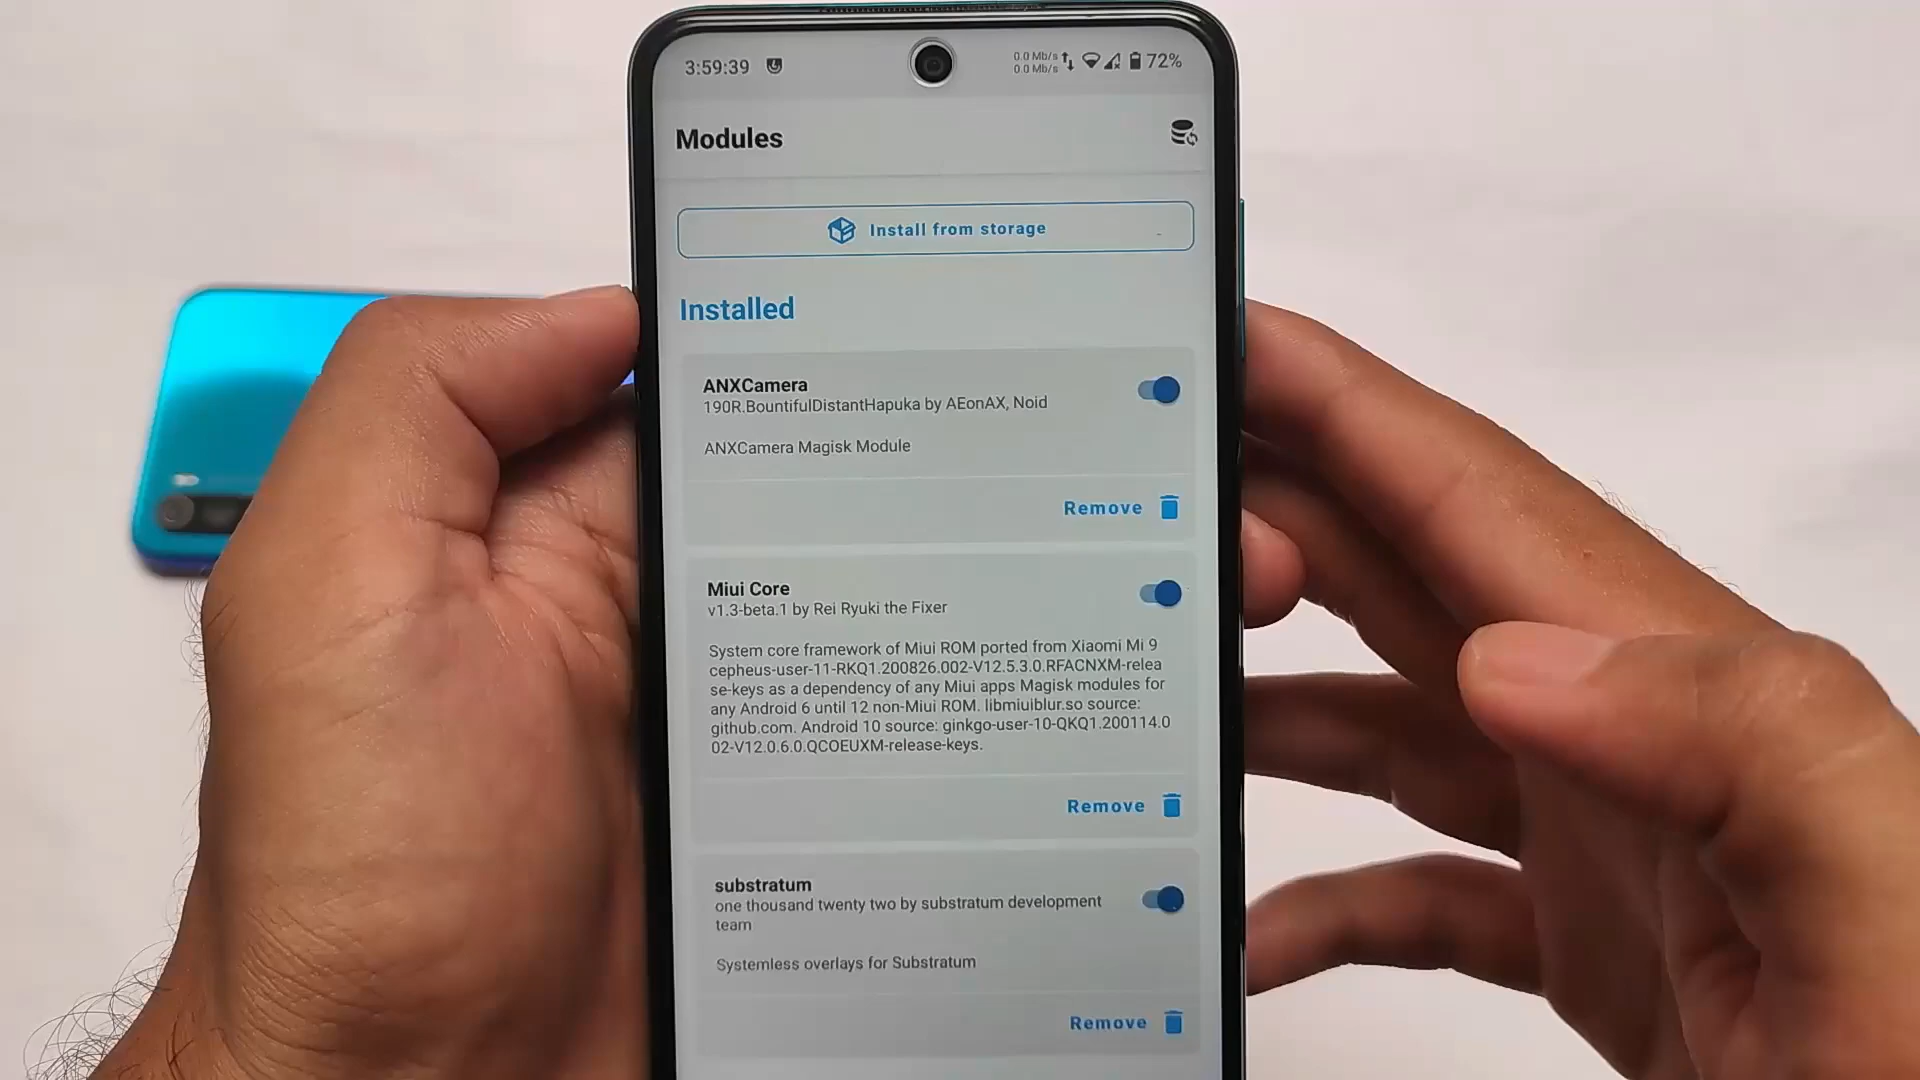 3:59:39
0.0 Mb/s
0.0 Mb/s
72%
Modules
Install from storage
Installed
ANXCamera
190R.BountifulDistantHapuka by AEonAX, Noid
ANXCamera Magisk Module
Remove
Miui Core
v1.3-beta.1 by Rei Ryuki the Fixer
System core framework of Miui ROM ported from Xiaomi Mi 9
cepheus-user-11-RKQ1.200826.002-V12.5.3.0.RFACNXM-relea
se-keys as a dependency of any Miui apps Magisk modules for
any Android 6 until 12 non-Miui ROM. libmiuiblur.so source:
github.com. Android 10 source: ginkgo-user-10-QKQ1.200114.0
02-V12.0.6.0.QCOEUXM-release-keys.
Remove
substratum
one thousand twenty two by substratum development
team
Systemless overlays for Substratum
Remove